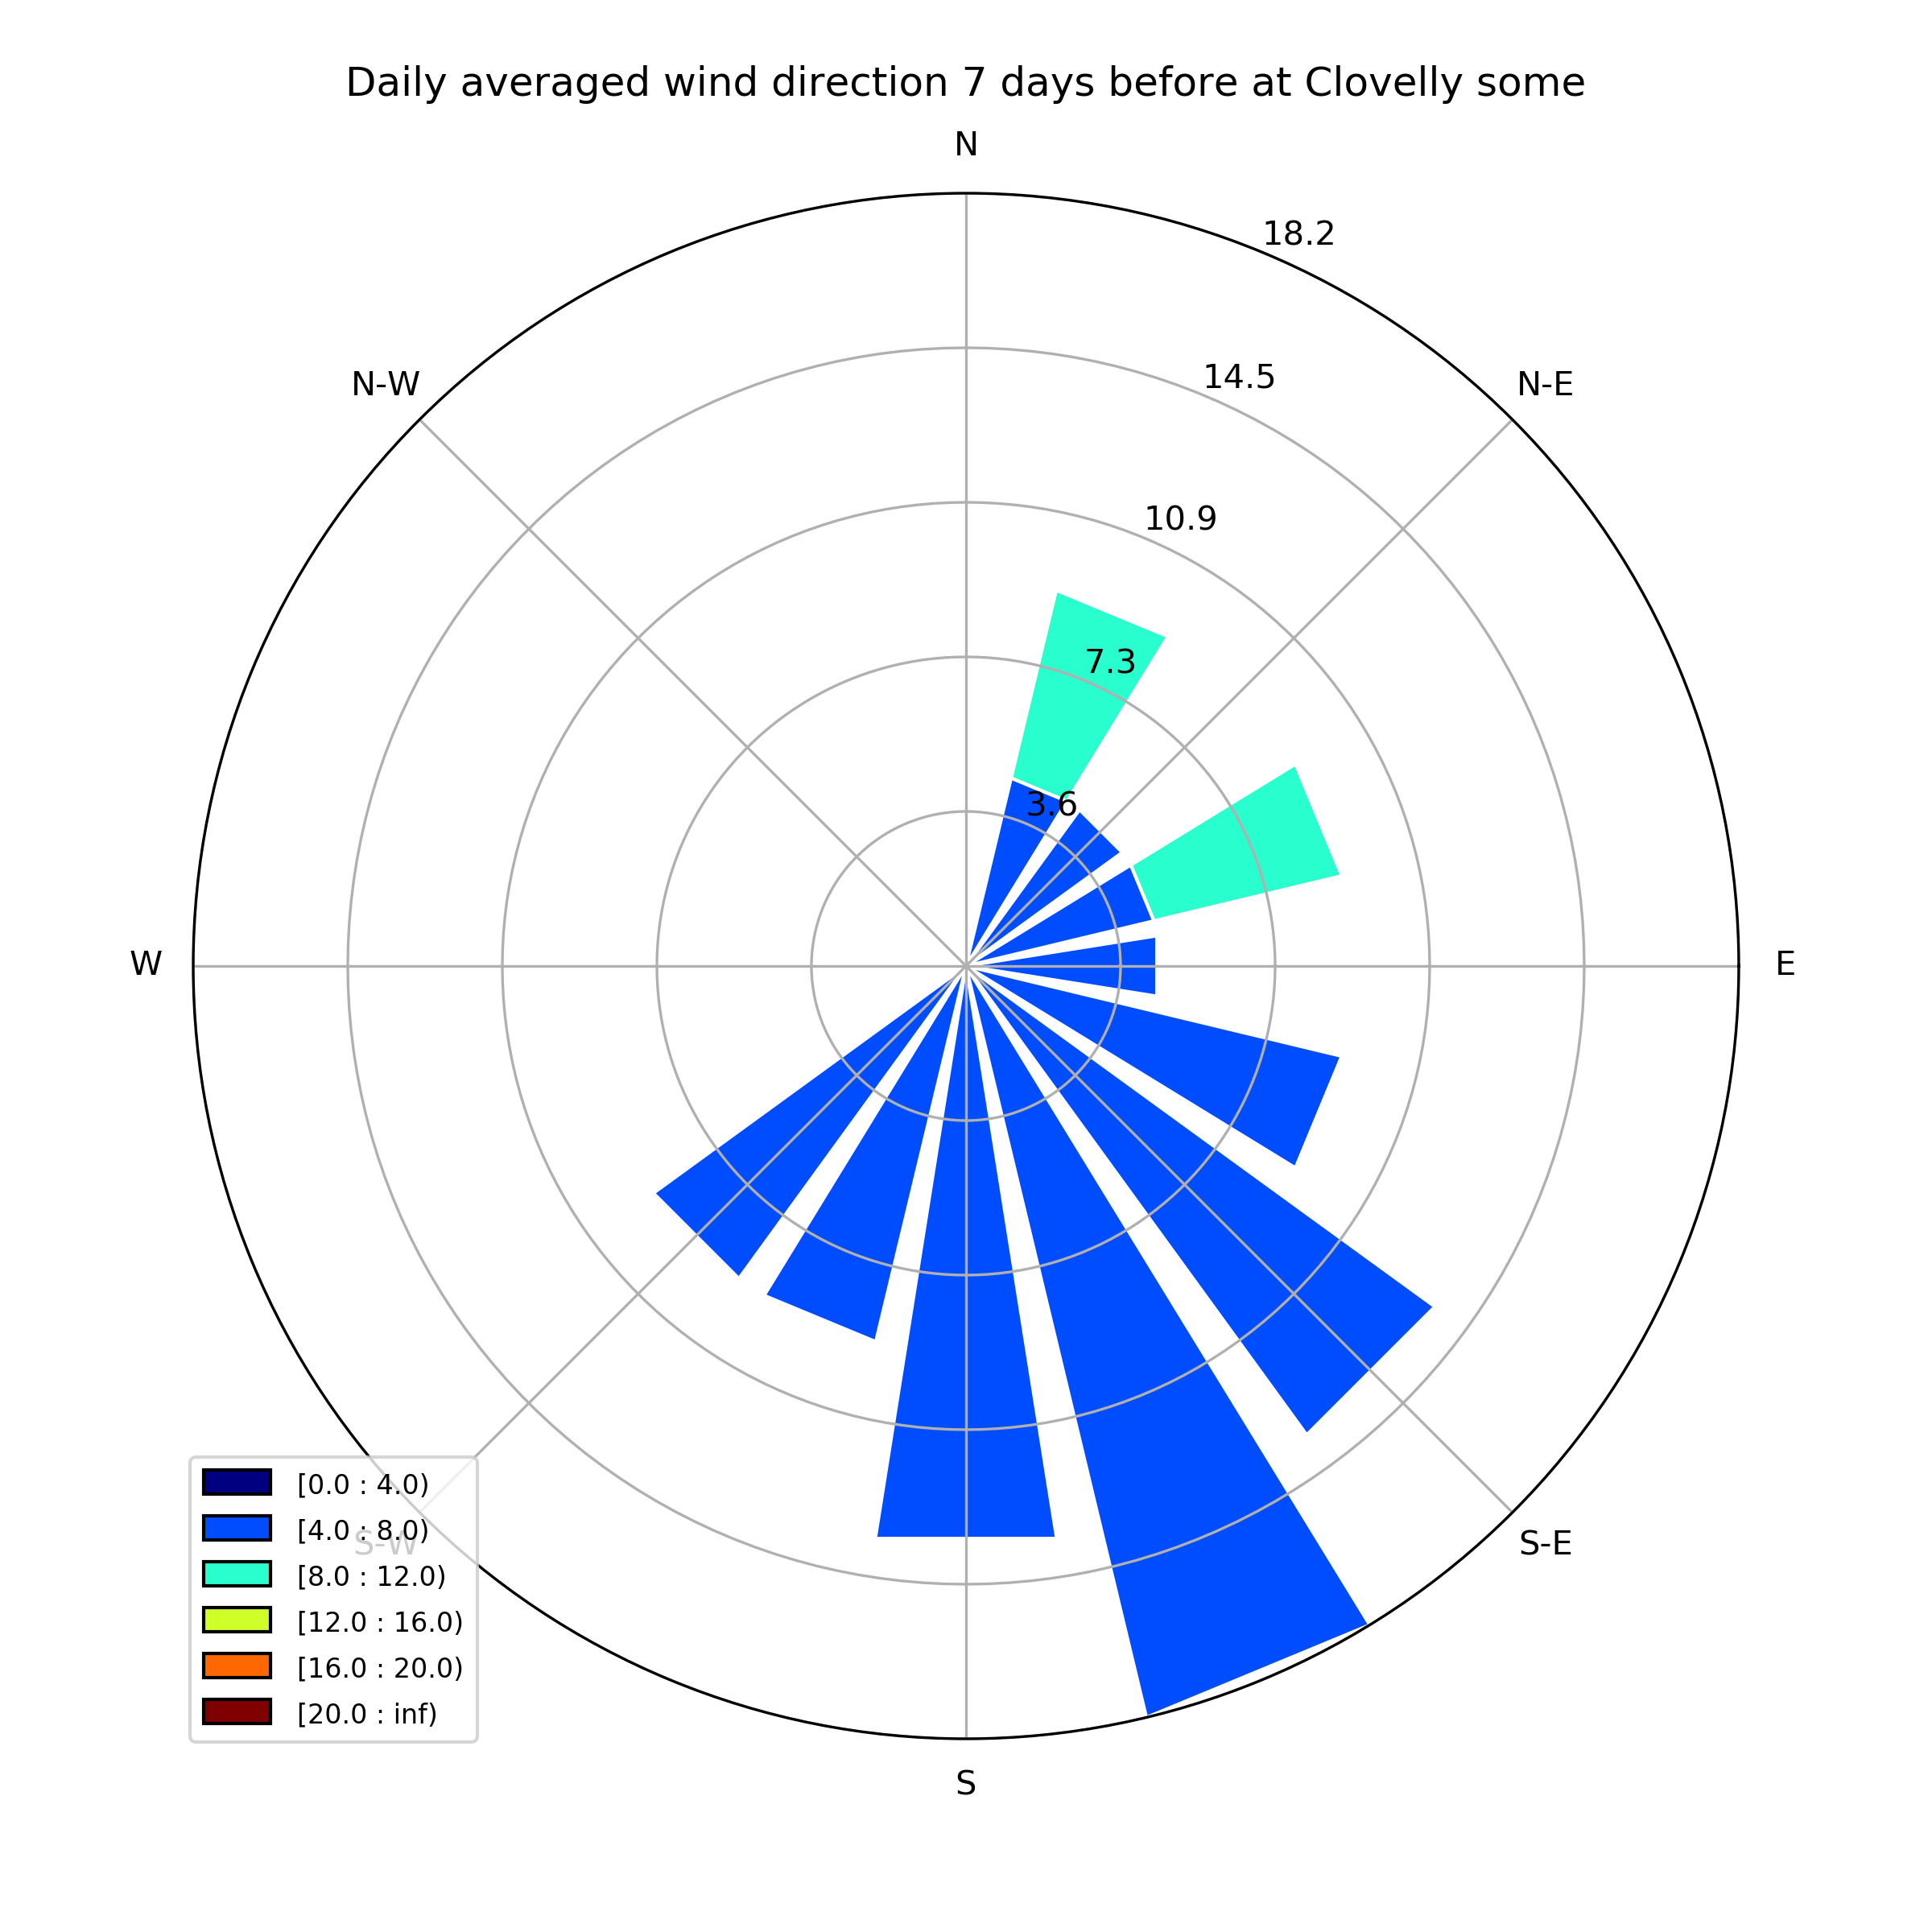 Daily averaged wind direction 7 days before at Clovelly some
N
18.2
N-W
14.5
N-E
10.9
7.3
3.6
W
E
[0.0 : 4.0)
[4.0 : 8.0)
S-W
S-E
[8.0 : 12.0)
[12.0 : 16.0)
[16.0 : 20.0)
[20.0 : inf)
S